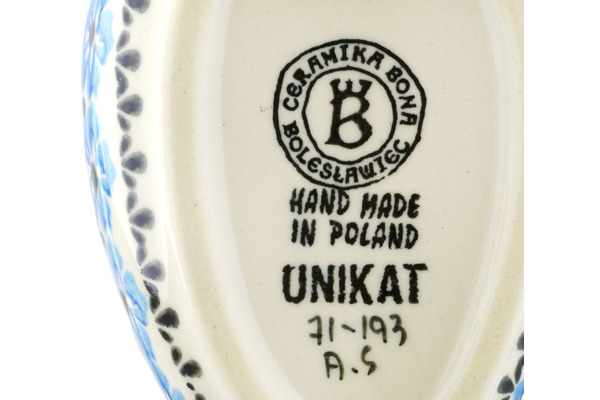 CERAMIKA BONA
B
BOLESŁAWIEC
HAND MADE
IN POLAND
UNIKAT
71-193
A.S